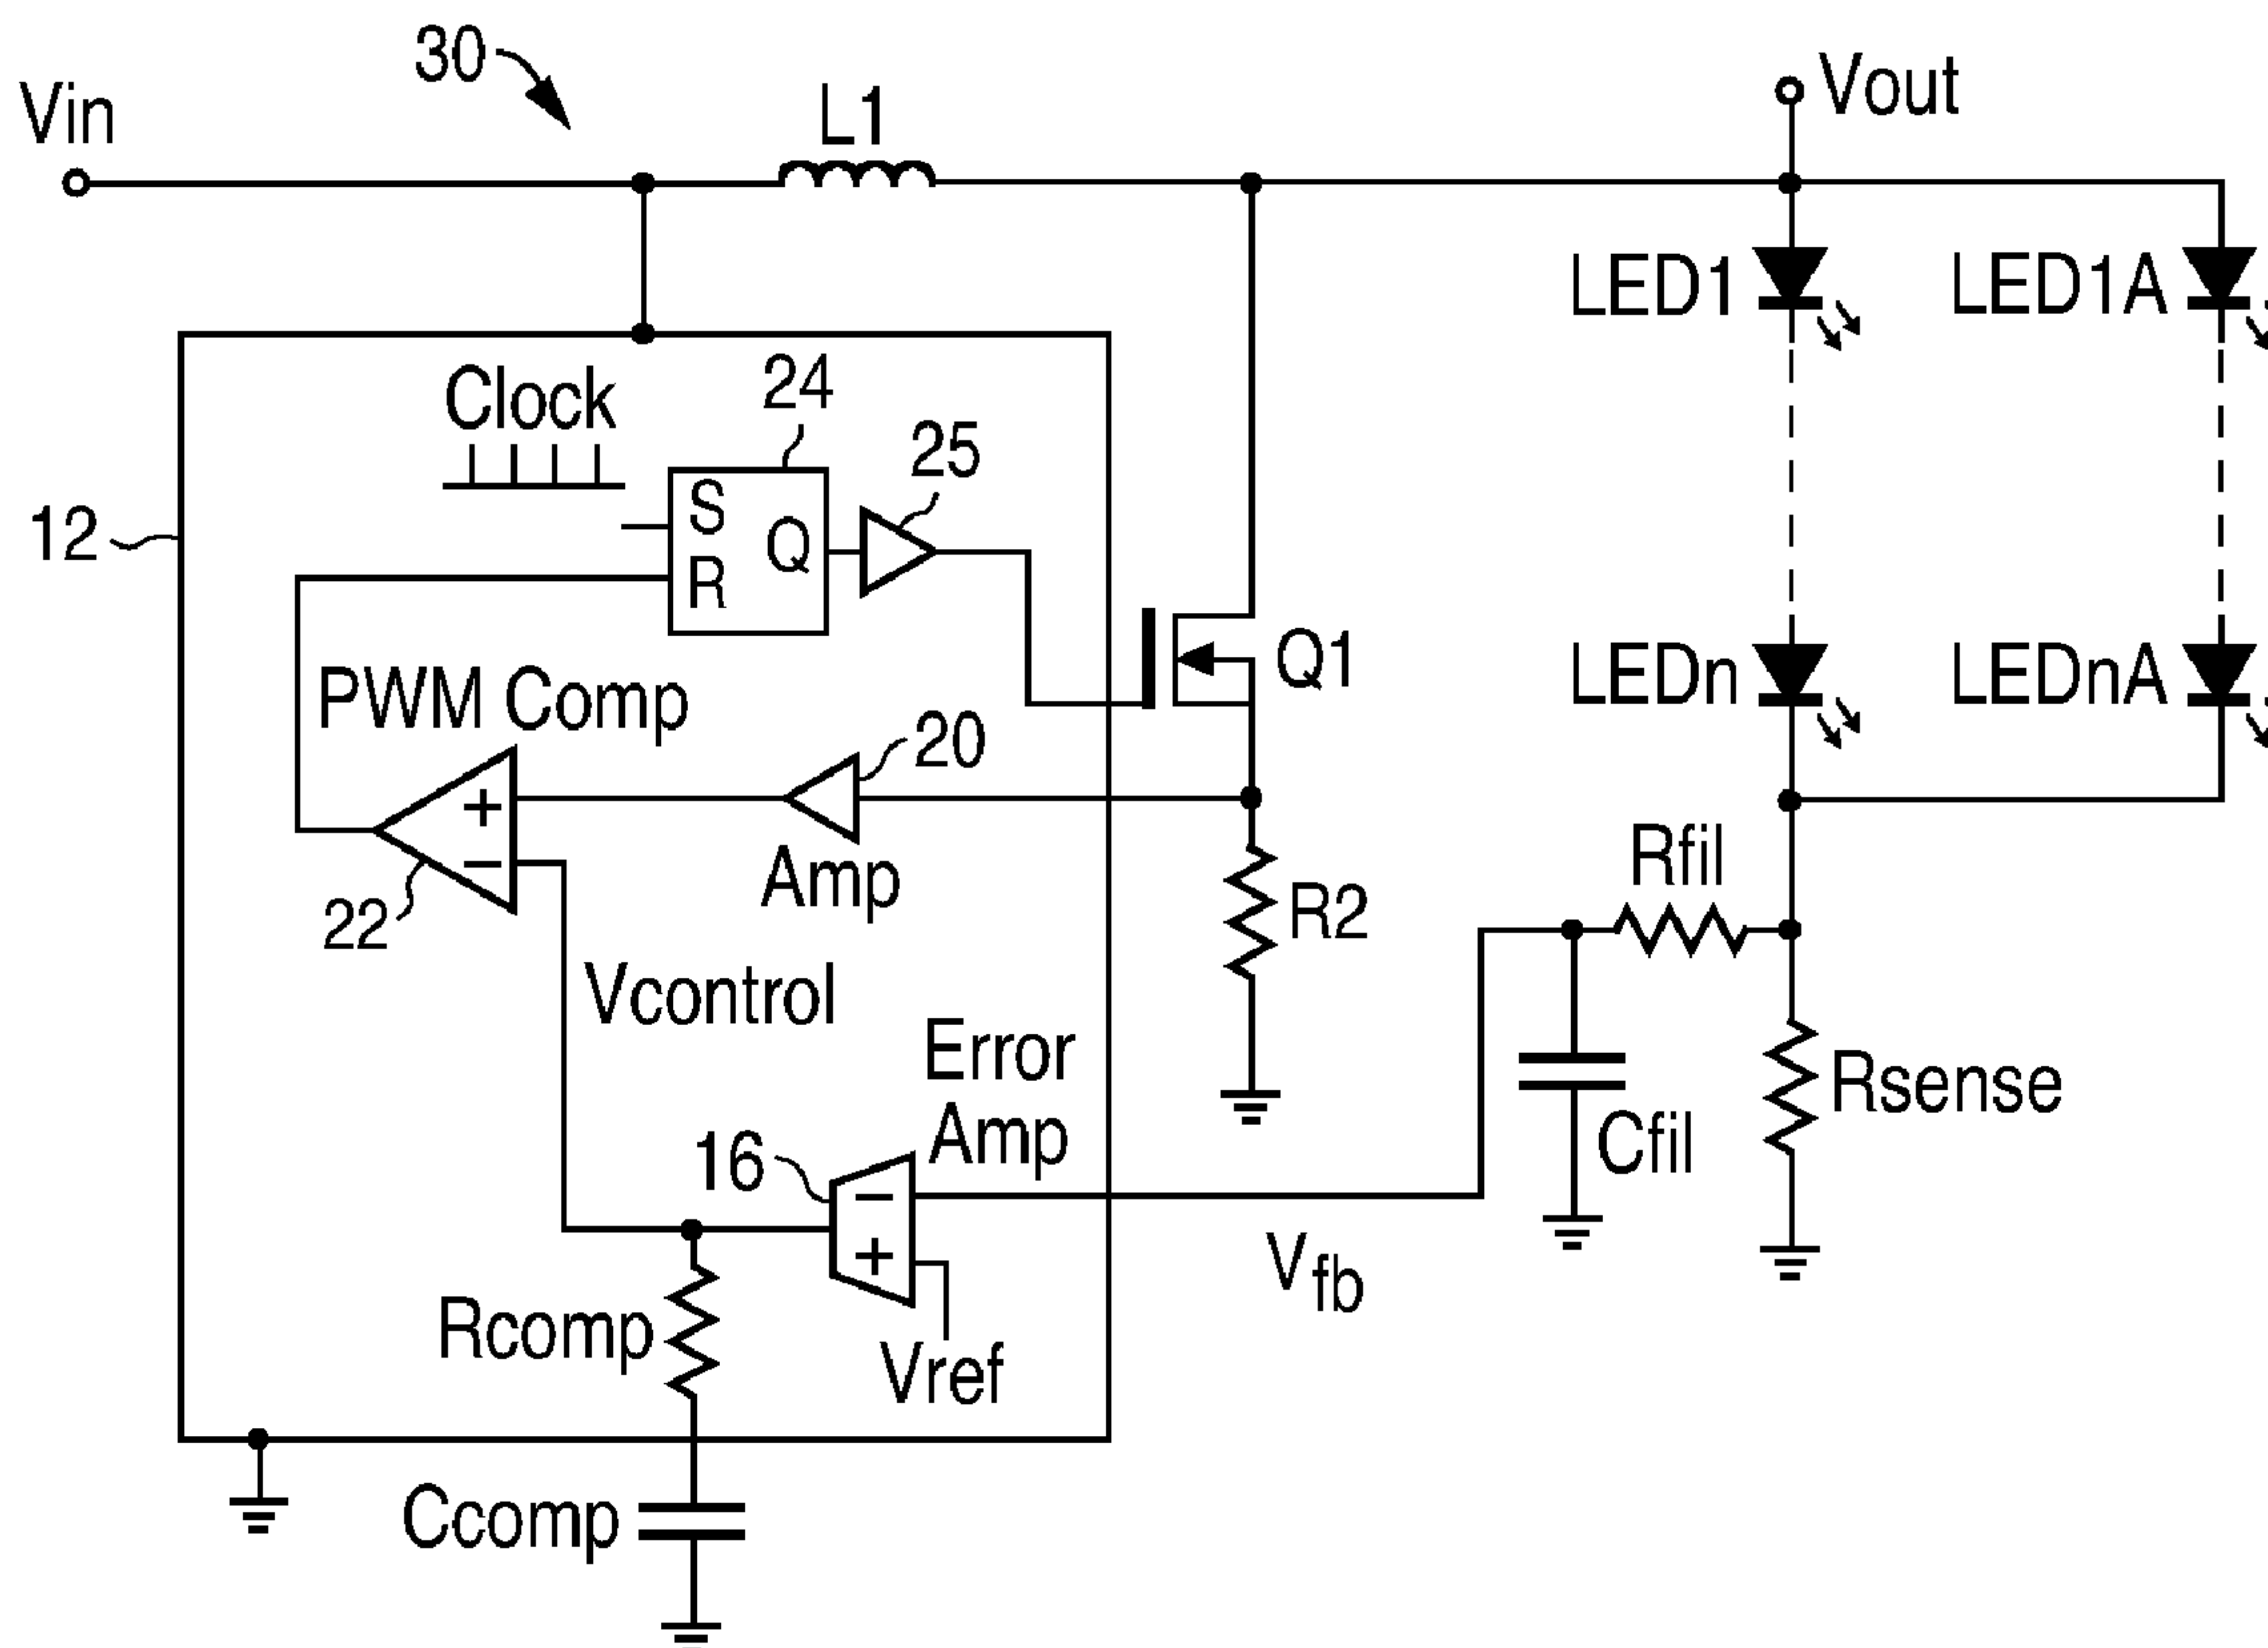 30
Vin
L1
Vout
LED1
LED1A
Clock
24
25
S
R
Q
12
Q1
LEDn
LEDnA
PWM Comp
20
+
−
22
Amp
R2
Rfil
Vcontrol
Error
Amp
16
−
+
Cfil
Rsense
Vfb
Rcomp
Vref
Ccomp